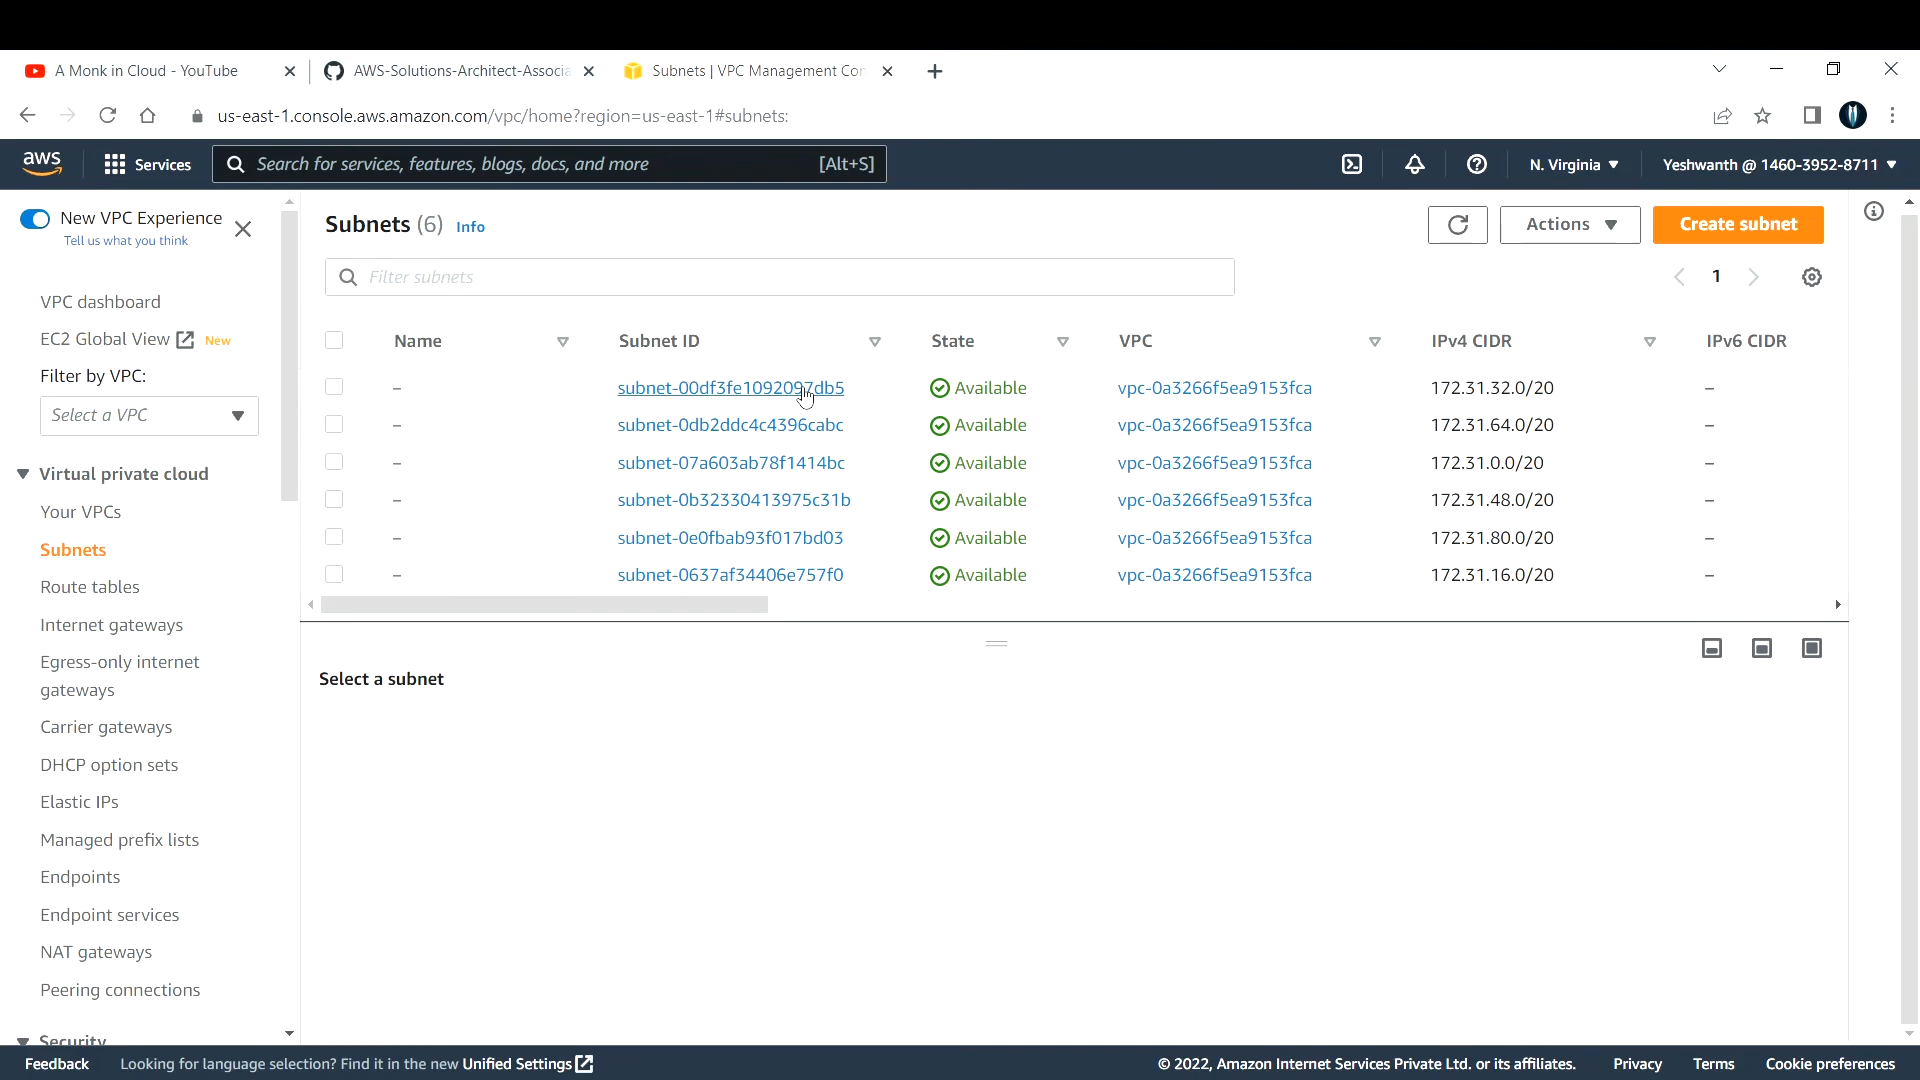 A Monk in Cloud - YouTube
AWS-Solutions-Architect-Associa
Subnets | VPC Management Con
us-east-1.console.aws.amazon.com/vpc/home?region=us-east-1#subnets:
aws
Services
Search for services, features, blogs, docs, and more
[Alt+S]
N. Virginia
Yeshwanth @ 1460-3952-8711
New VPC Experience
Tell us what you think
VPC dashboard
EC2 Global View New
Filter by VPC:
Select a VPC
Virtual private cloud
Your VPCs
Subnets
Route tables
Internet gateways
Egress-only internet
gateways
Carrier gateways
DHCP option sets
Elastic IPs
Managed prefix lists
Endpoints
Endpoint services
NAT gateways
Peering connections
Security
Subnets (6) Info
Actions
Create subnet
Filter subnets
1
Name Subnet ID State VPC IPv4 CIDR IPv6 CIDR
– subnet-00df3fe1092097db5 Available vpc-0a3266f5ea9153fca 172.31.32.0/20 –
– subnet-0db2ddc4c4396cabc Available vpc-0a3266f5ea9153fca 172.31.64.0/20 –
– subnet-07a603ab78f1414bc Available vpc-0a3266f5ea9153fca 172.31.0.0/20 –
– subnet-0b32330413975c31b Available vpc-0a3266f5ea9153fca 172.31.48.0/20 –
– subnet-0e0fbab93f017bd03 Available vpc-0a3266f5ea9153fca 172.31.80.0/20 –
– subnet-0637af34406e757f0 Available vpc-0a3266f5ea9153fca 172.31.16.0/20 –
Select a subnet
Feedback
Looking for language selection? Find it in the new Unified Settings
© 2022, Amazon Internet Services Private Ltd. or its affiliates.
Privacy
Terms
Cookie preferences